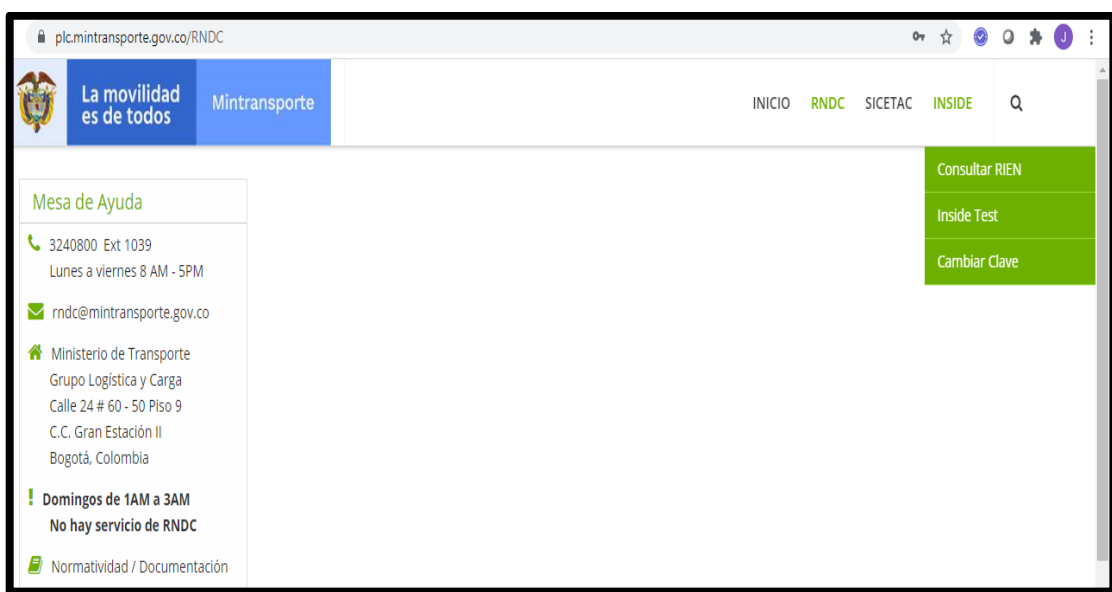 plc.mintransporte.gov.co/RNDC
J
La movilidad
es de todos
Mintransporte
INICIO RNDC SICETAC INSIDE
Consultar RIEN
Inside Test
Cambiar Clave
Mesa de Ayuda
3240800 Ext 1039
Lunes a viernes 8 AM - 5PM
rndc@mintransporte.gov.co
Ministerio de Transporte
Grupo Logística y Carga
Calle 24 # 60 - 50 Piso 9
C.C. Gran Estación II
Bogotá, Colombia
! Domingos de 1AM a 3AM
No hay servicio de RNDC
Normatividad / Documentación